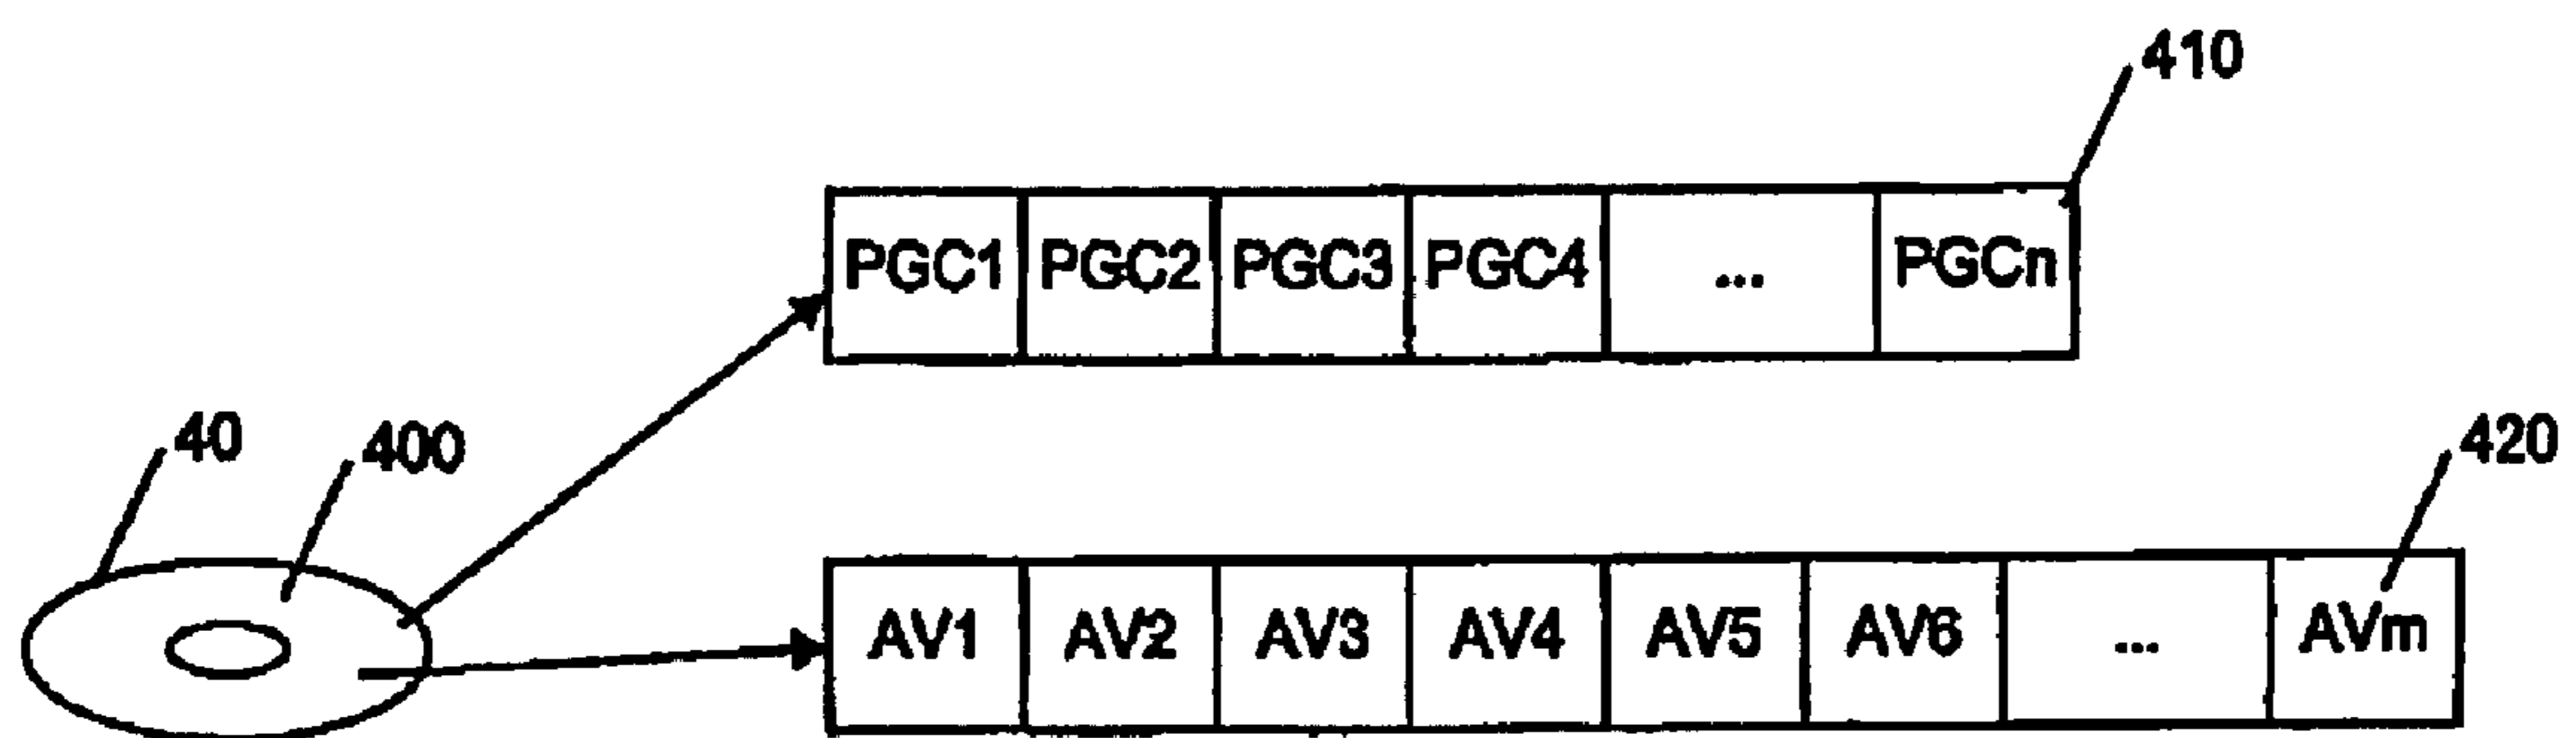 410
PGC1 PGC2 PGC3 PGC4 ... PGCn
40 400 420
AV1 AV2 AV3 AV4 AV5 AV6 ... AVm